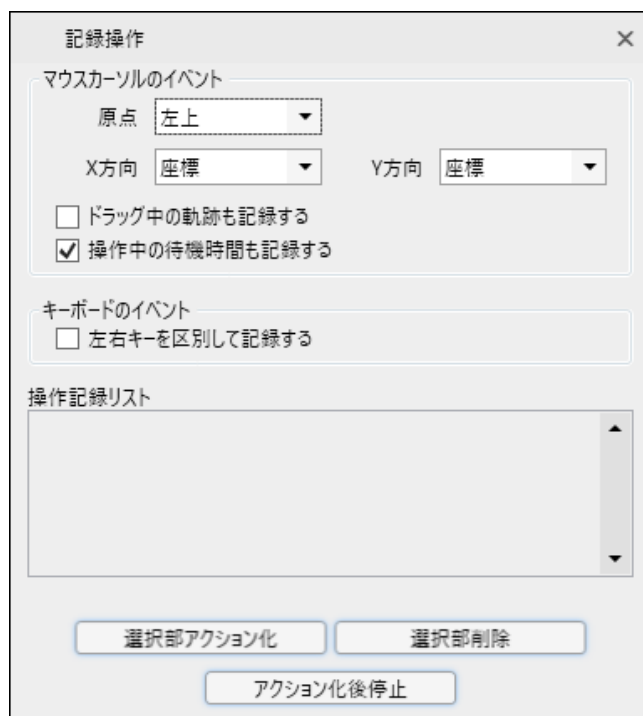 記録操作
マウスカーソルのイベント
原点 左上
X方向 座標 Y方向 座標
ドラッグ中の軌跡も記録する
操作中の待機時間も記録する
キーボードのイベント
左右キーを区別して記録する
操作記録リスト
選択部アクション化 選択部削除
アクション化後停止